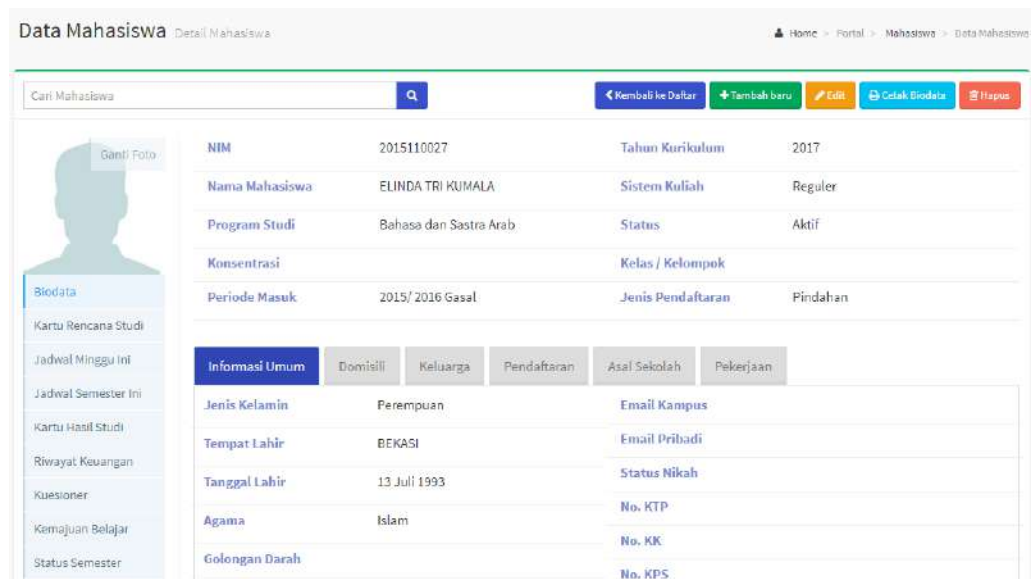 Data Mahasiswa Detail Mahasiswa
Home > Portal > Mahasiswa > Data Mahasiswa
Cari Mahasiswa
Kembali ke Daftar
Tambah baru
Edit
Cetak Biodata
Hapus
Ganti Foto
NIM 2015110027 Tahun Kurikulum 2017
Nama Mahasiswa ELINDA TRI KUMALA Sistem Kuliah Reguler
Program Studi Bahasa dan Sastra Arab Status Aktif
Konsentrasi Kelas / Kelompok
Periode Masuk 2015/ 2016 Gasal Jenis Pendaftaran Pindahan
Biodata
Kartu Rencana Studi
Jadwal Minggu Ini
Jadwal Semester Ini
Kartu Hasil Studi
Riwayat Keuangan
Kuesioner
Kemajuan Belajar
Status Semester
Informasi Umum Domisili Keluarga Pendaftaran Asal Sekolah Pekerjaan
Jenis Kelamin Perempuan
Tempat Lahir BEKASI
Tanggal Lahir 13 Juli 1993
Agama Islam
Golongan Darah
Email Kampus
Email Pribadi
Status Nikah
No. KTP
No. KK
No. KPS